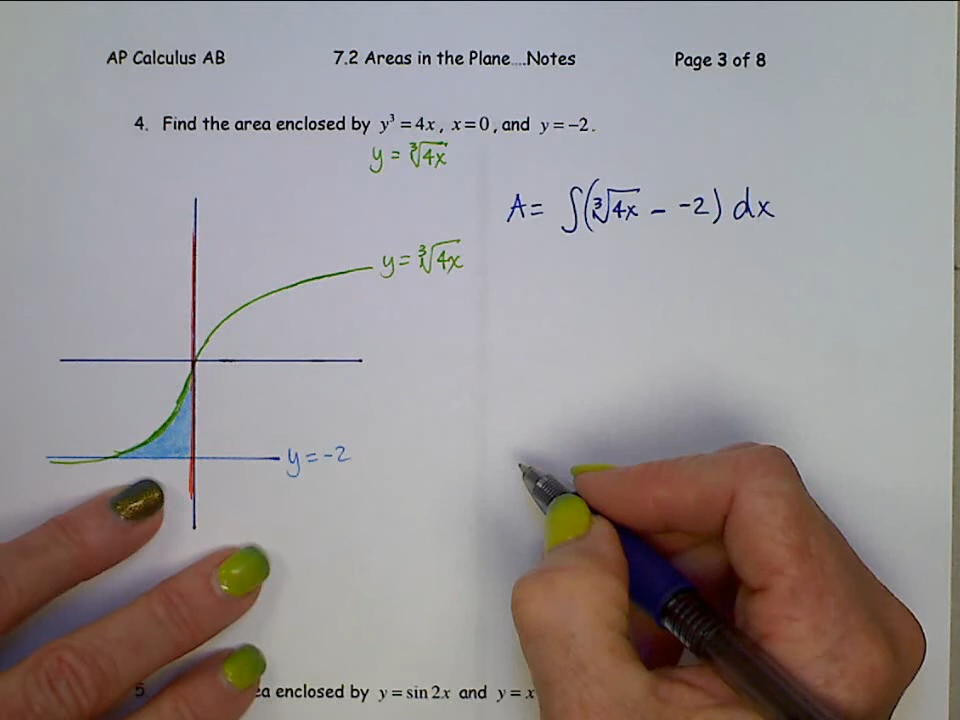 AP Calculus AB 7.2 Areas in the Plane....Notes Page 3 of 8
4. Find the area enclosed by y³ = 4x, x = 0, and y = −2.
y = ∛4x
A = ∫(∛4x − −2) dx
y = ∛4x
y = −2
5 ea enclosed by y = sin 2x and y = x